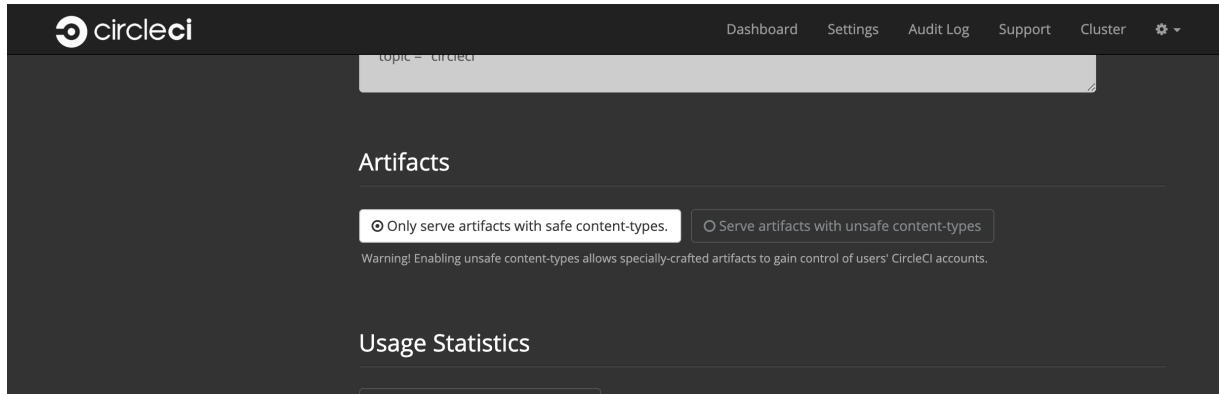 circleci
Dashboard Settings Audit Log Support Cluster
topic = "circleci"
Artifacts
Only serve artifacts with safe content-types. Serve artifacts with unsafe content-types
Warning! Enabling unsafe content-types allows specially-crafted artifacts to gain control of users' CircleCI accounts.
Usage Statistics